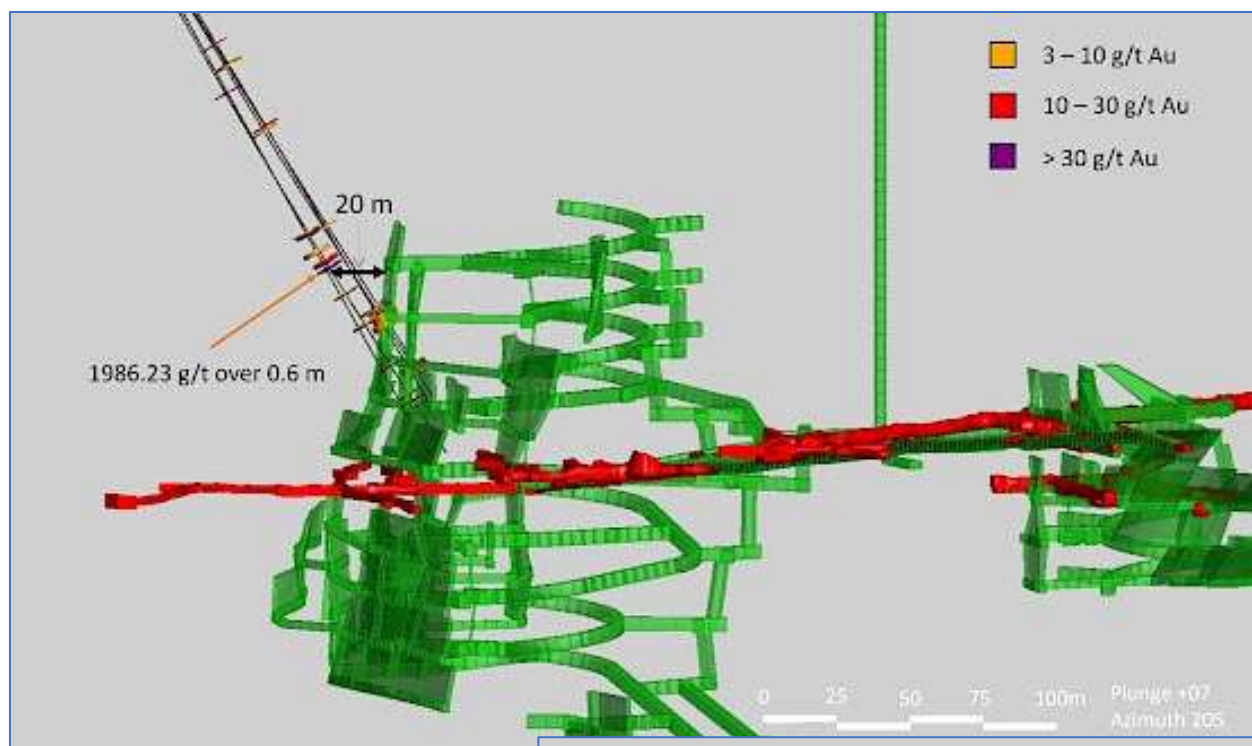 3 – 10 g/t Au
10 – 30 g/t Au
> 30 g/t Au
20 m
1986.23 g/t over 0.6 m
0 25 50 75 100m
Plunge +07
Azimuth 205